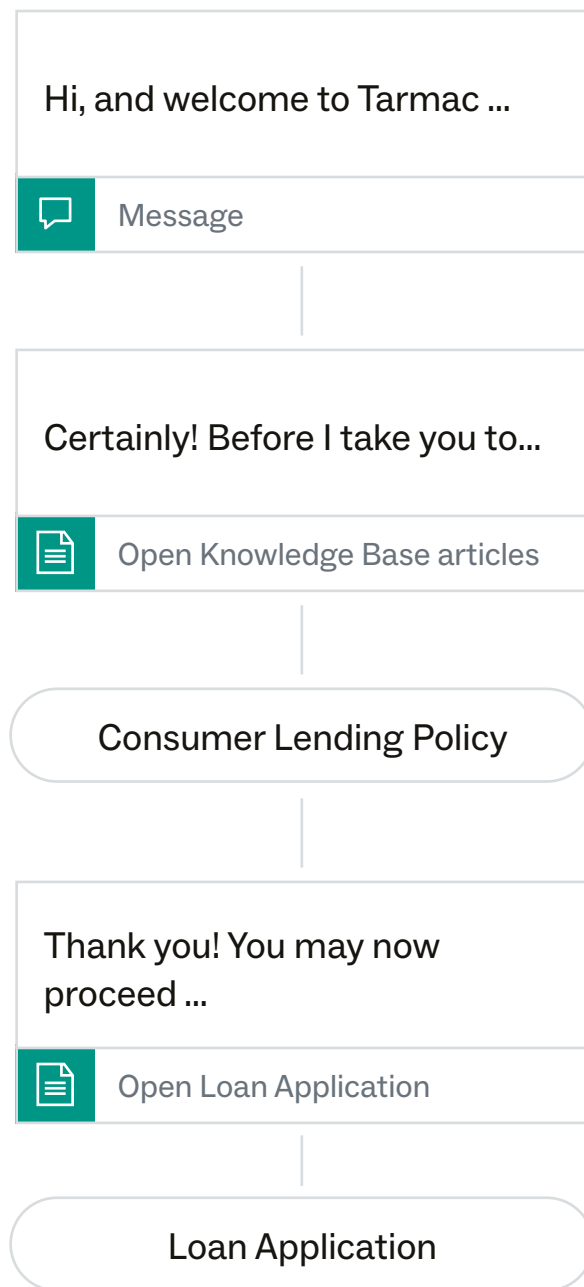 Hi, and welcome to Tarmac ...
Message
Certainly! Before I take you to...
Open Knowledge Base articles
Consumer Lending Policy
Thank you! You may now
proceed ...
Open Loan Application
Loan Application